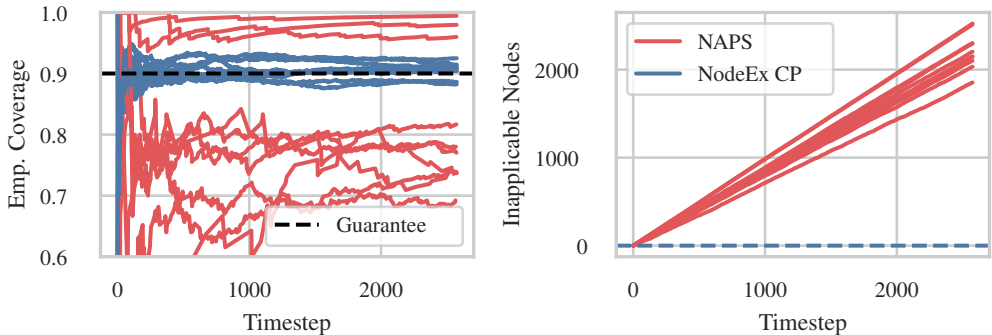 Emp. Coverage
1.0
0.9
0.8
0.7
0.6
Guarantee
0
1000
2000
Timestep
Inapplicable Nodes
2000
1000
0
NAPS
NodeEx CP
0
1000
2000
Timestep